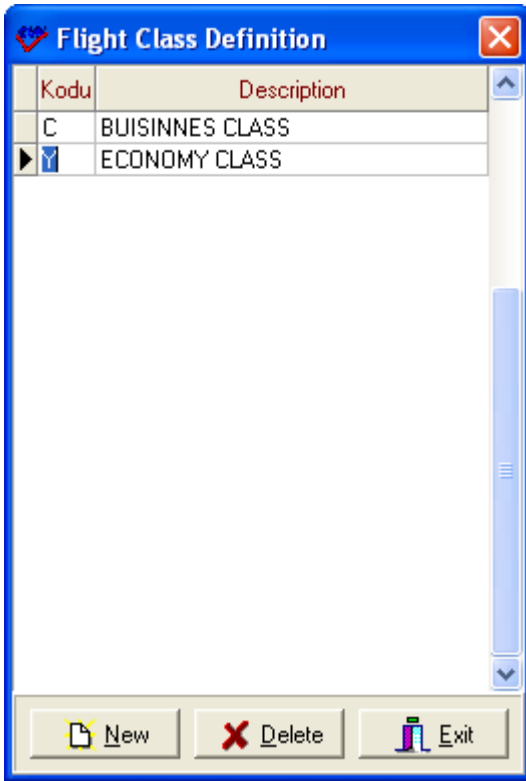 Flight Class Definition
Kodu Description
C BUISINNES CLASS
Y ECONOMY CLASS
New Delete Exit